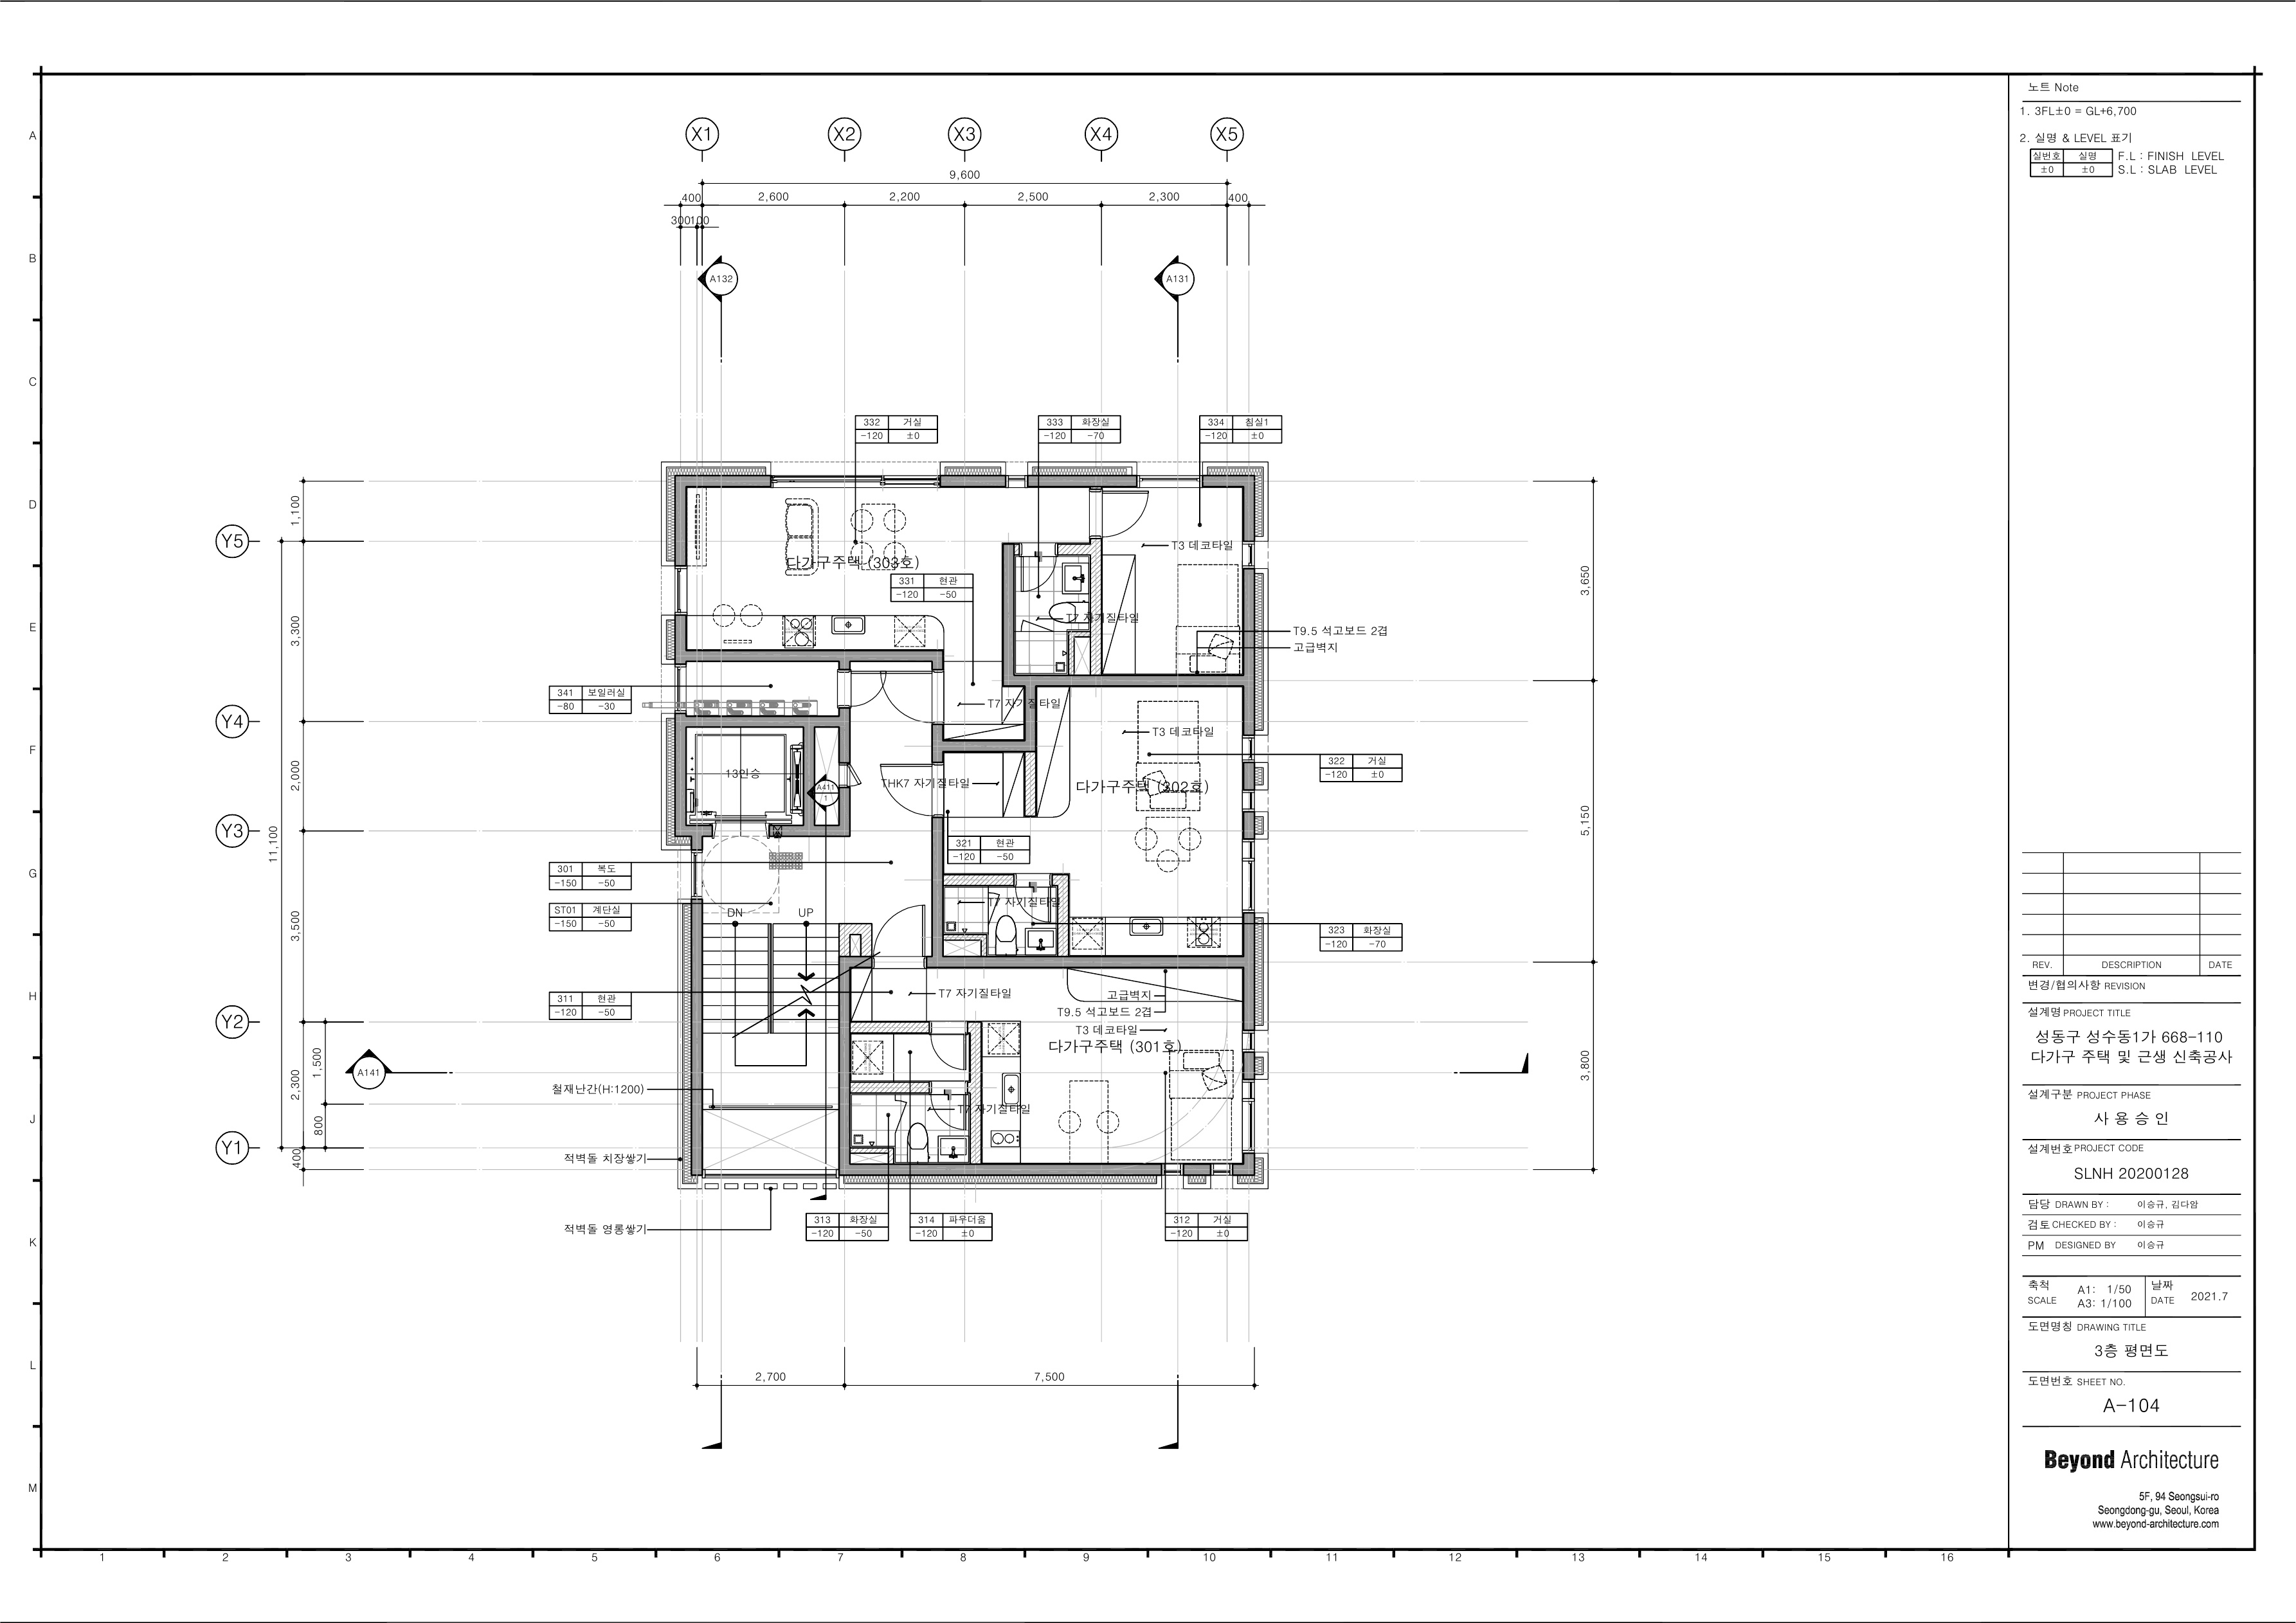 노트 Note
1. 3FL±0 = GL+6,700
2. 실명 & LEVEL 표기
실번호 실명 F.L : FINISH LEVEL
±0 ±0 S.L : SLAB LEVEL
A
B
C
D
E
F
G
H
J
K
L
M
X1 X2 X3 X4 X5
9,600
400 2,600 2,200 2,500 2,300 400
300 100
A132 A131
332 거실
-120 ±0
333 화장실
-120 -70
334 침실1
-120 ±0
Y5
Y4
Y3
Y2
Y1
1,100
3,300
2,000
11,100
3,500
1,500
2,300
800
400
3,650
5,150
3,800
T3 데코타일
다가구주택 (303호)
331 현관
-120 -50
T7 자기질타일
T9.5 석고보드 2겹
고급벽지
341 보일러실
-80 -30
T7 자기질타일
T3 데코타일
322 거실
-120 ±0
13인승
THK7 자기질타일
다가구주택 (302호)
A411
1
321 현관
-120 -50
301 복도
-150 -50
ST01 계단실
-150 -50
DN UP
T7 자기질타일
323 화장실
-120 -70
311 현관
-120 -50
T7 자기질타일
고급벽지
T9.5 석고보드 2겹
T3 데코타일
다가구주택 (301호)
A141
철재난간(H:1200)
T7 자기질타일
적벽돌 치장쌓기
적벽돌 영롱쌓기
313 화장실
-120 -50
314 파우더움
-120 ±0
312 거실
-120 ±0
2,700 7,500
1 2 3 4 5 6 7 8 9 10 11 12 13 14 15 16
REV. DESCRIPTION DATE
변경/협의사항 REVISION
설계명 PROJECT TITLE
성동구 성수동1가 668-110
다가구 주택 및 근생 신축공사
설계구분 PROJECT PHASE
사 용 승 인
설계번호 PROJECT CODE
SLNH 20200128
담당 DRAWN BY : 이승규, 김다암
검토 CHECKED BY : 이승규
PM DESIGNED BY 이승규
축척 SCALE A1: 1/50 A3: 1/100
날짜 DATE 2021.7
도면명칭 DRAWING TITLE
3층 평면도
도면번호 SHEET NO.
A-104
Beyond Architecture
5F, 94 Seongsui-ro
Seongdong-gu, Seoul, Korea
www.beyond-architecture.com